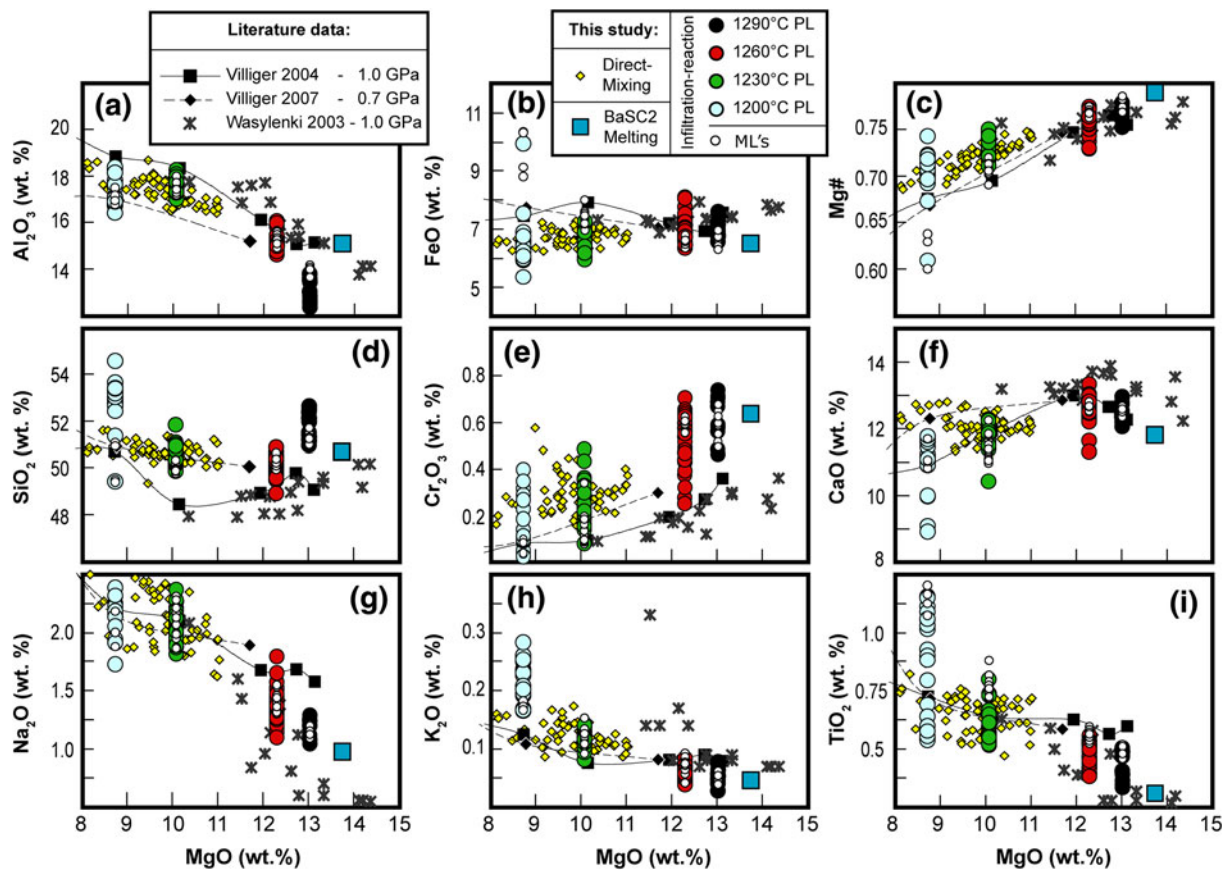 Literature data:
Villiger 2004 - 1.0 GPa
Villiger 2007 - 0.7 GPa
Wasylenki 2003 - 1.0 GPa
This study:
Direct-
Mixing
BaSC2
Melting
Infiltration-reaction
1290°C PL
1260°C PL
1230°C PL
1200°C PL
ML's
(a)
Al2O3 (wt. %)
20
18
16
14
(b)
FeO (wt. %)
11
9
7
5
(c)
Mg#
0.75
0.70
0.65
0.60
(d)
SiO2 (wt. %)
54
52
50
48
(e)
Cr2O3 (wt. %)
0.8
0.6
0.4
0.2
(f)
CaO (wt. %)
14
12
10
8
(g)
Na2O (wt. %)
2.0
1.5
1.0
8 9 10 11 12 13 14 15
MgO (wt.%)
(h)
K2O (wt. %)
0.3
0.2
0.1
8 9 10 11 12 13 14 15
MgO (wt.%)
(i)
TiO2 (wt. %)
1.0
0.75
0.5
8 9 10 11 12 13 14 15
MgO (wt.%)